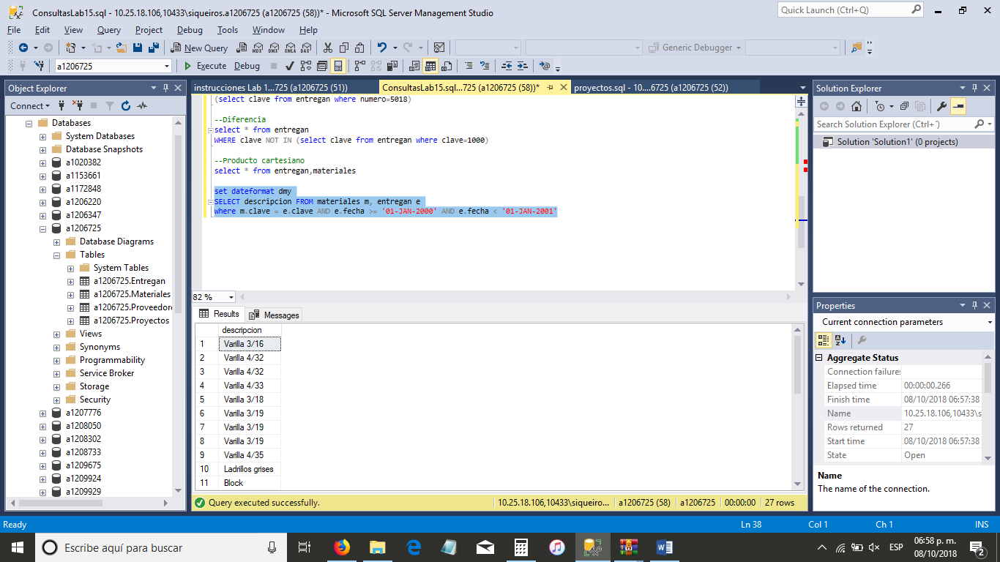 ConsultasLab15.sql - 10.25.18.106,10433\siqueiros.a1206725 (a1206725 (58))* - Microsoft SQL Server Management Studio
Quick Launch (Ctrl+Q)
File Edit View Query Project Debug Tools Window Help
New Query
MDX DMX XMLA DAX
Generic Debugger
a1206725
Execute Debug
Object Explorer
Connect
Databases
System Databases
Database Snapshots
a1020382
a1153661
a1172848
a1206220
a1206347
a1206725
Database Diagrams
Tables
System Tables
a1206725.Entregan
a1206725.Materiales
a1206725.Proveedore
a1206725.Proyectos
Views
Synonyms
Programmability
Service Broker
Storage
Security
a1207776
a1208050
a1208302
a1208733
a1209675
a1209924
a1209929
instrucciones Lab 1...725 (a1206725 (51))
ConsultasLab15.sql...725 (a1206725 (58))*
proyectos.sql - 10....6725 (a1206725 (52))
(select clave from entregan where numero=5018)
--Diferencia
select * from entregan
WHERE clave NOT IN (select clave from entregan where clave=1000)
--Producto cartesiano
select * from entregan,materiales
set dateformat dmy
SELECT descripcion FROM materiales m, entregan e
where m.clave = e.clave AND e.fecha >= '01-JAN-2000' AND e.fecha < '01-JAN-2001'
82 %
Results Messages
descripcion
1 Varilla 3/16
2 Varilla 4/32
3 Varilla 4/32
4 Varilla 4/33
5 Varilla 3/18
6 Varilla 3/19
7 Varilla 3/19
8 Varilla 3/19
9 Varilla 4/35
10 Ladrillos grises
11 Block
Query executed successfully.
10.25.18.106,10433\siqueiro... a1206725 (58) a1206725 00:00:00 27 rows
Solution Explorer
Search Solution Explorer (Ctrl+´)
Solution 'Solution1' (0 projects)
Properties
Current connection parameters
Aggregate Status
Connection failures
Elapsed time 00:00:00.266
Finish time 08/10/2018 06:57:38
Name 10.25.18.106,10433\s
Rows returned 27
Start time 08/10/2018 06:57:38
State Open
Name
The name of the connection.
Ready
Ln 38 Col 1 Ch 1 INS
Escribe aquí para buscar
ESP
06:58 p. m.
08/10/2018
2